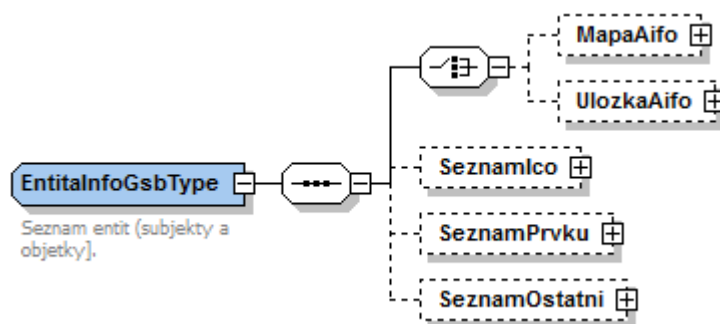 MapaAifo
UlozkaAifo
EntitaInfoGsbType
Seznam entit (subjekty a
objetky].
SeznamIco
SeznamPrvku
SeznamOstatni